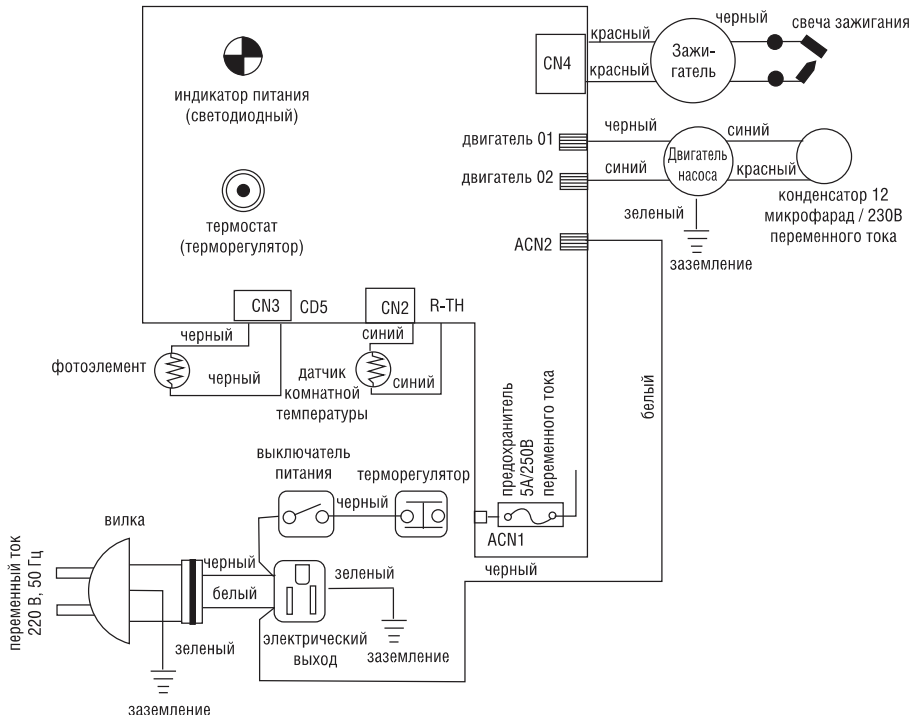 черный
свеча зажигания
красный
CN4
Зажи-
гатель
красный
индикатор питания
(светодиодный)
двигатель 01
черный
синий
двигатель 02
синий
Двигатель
насоса
красный
конденсатор 12
микрофарад / 230В
переменного тока
зеленый
заземление
термостат
(терморегулятор)
ACN2
CN3
CD5
CN2
R-TH
черный
синий
фотоэлемент
черный
датчик
комнатной
температуры
синий
белый
предохранитель
5А/250В
переменного тока
выключатель
питания
терморегулятор
черный
ACN1
черный
вилка
переменный ток
220 В, 50 Гц
черный
белый
зеленый
зеленый
электрический
выход
заземление
заземление